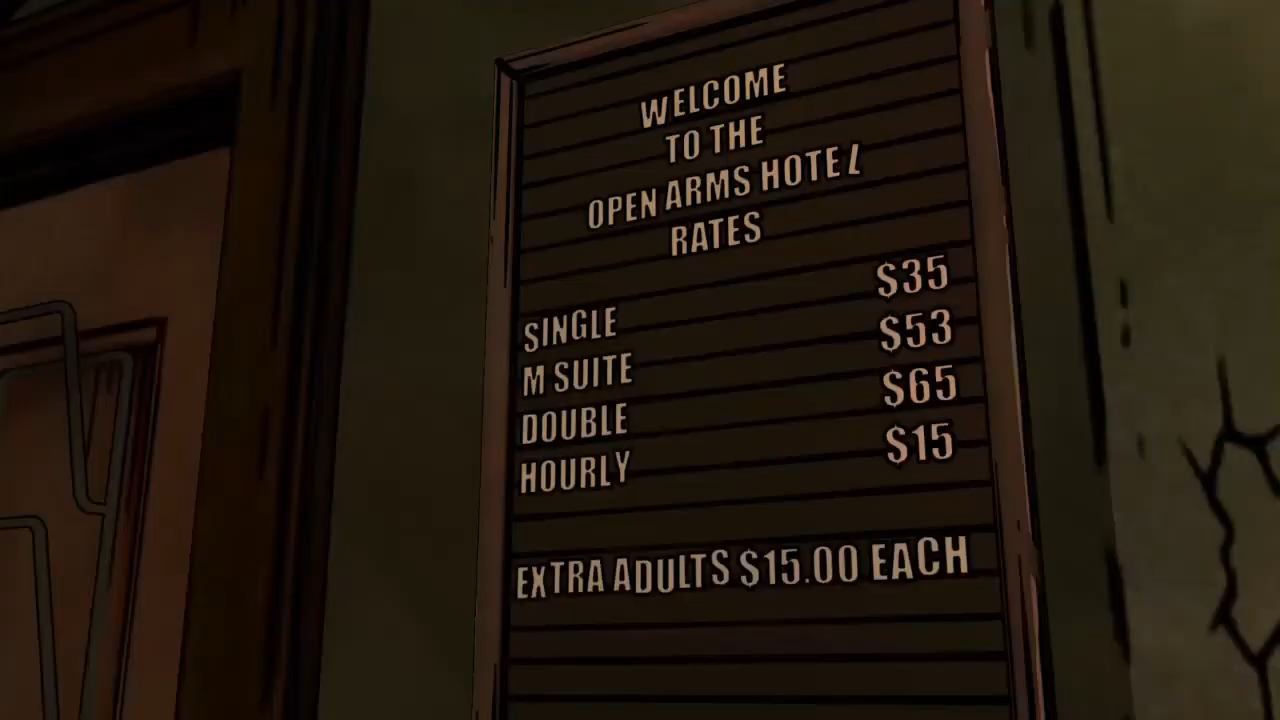 WELCOME
TO THE
OPEN ARMS HOTEL
RATES
SINGLE $35
M SUITE $53
DOUBLE $65
HOURLY $15
EXTRA ADULTS $15.00 EACH